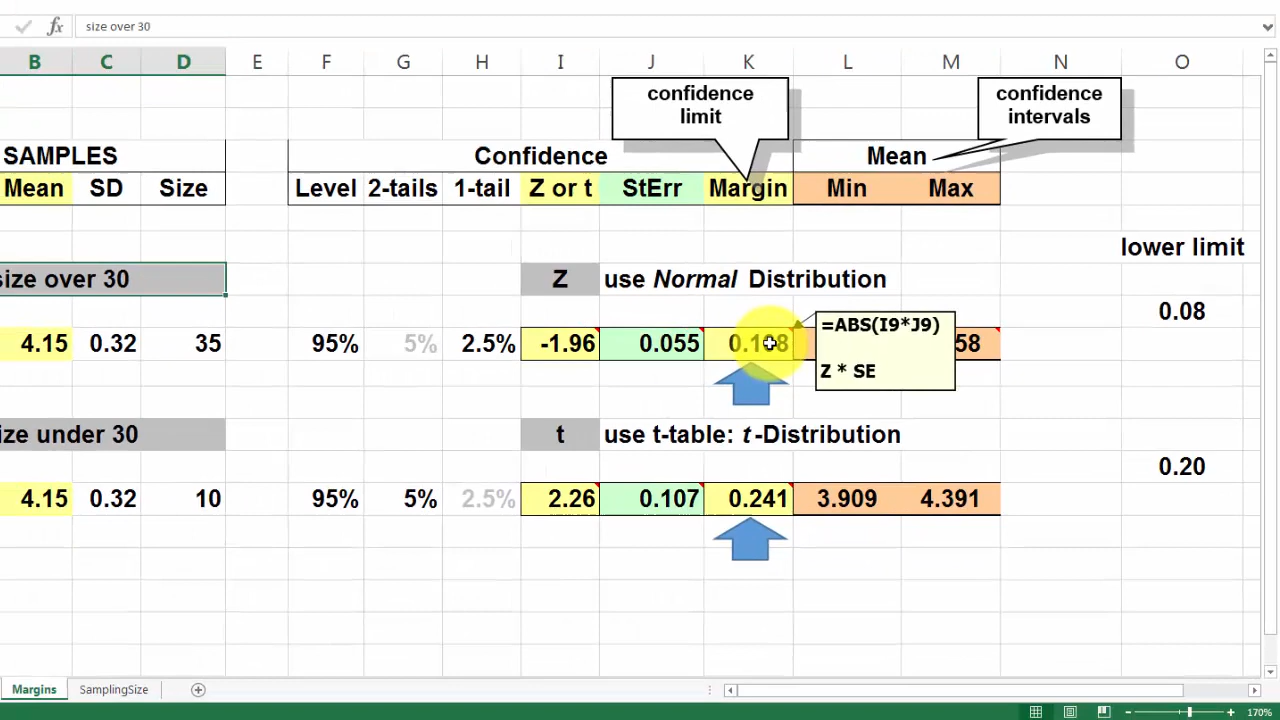 size over 30
B C D E F G H I J K L M N O
confidence
limit
confidence
intervals
SAMPLES Confidence Mean
Mean SD Size Level 2-tails 1-tail Z or t StErr Margin Min Max
lower limit
size over 30 Z use Normal Distribution
0.08
=ABS(I9*J9)
4.15 0.32 35 95% 5% 2.5% -1.96 0.055 0.108 58
Z * SE
ize under 30 t use t-table: t-Distribution
0.20
4.15 0.32 10 95% 5% 2.5% 2.26 0.107 0.241 3.909 4.391
Margins SamplingSize
170%